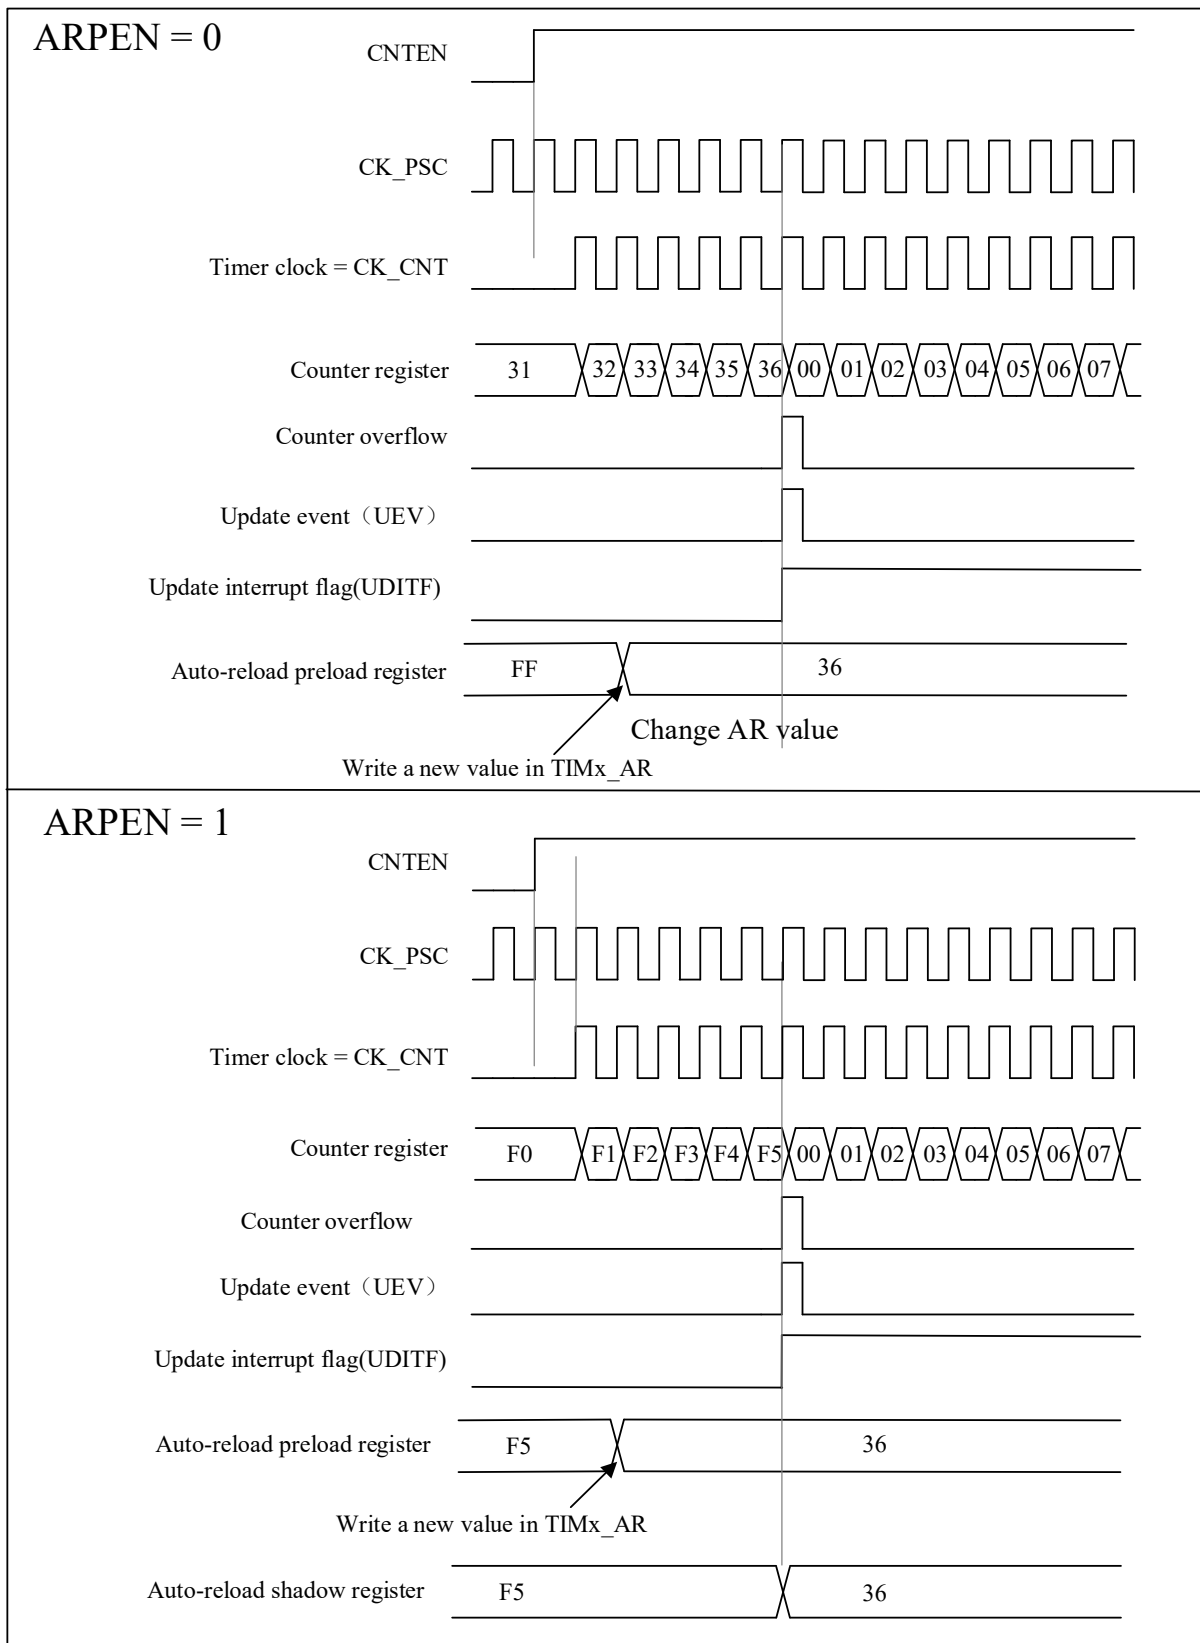 ARPEN = 0
CNTEN
CK_PSC
Timer clock = CK_CNT
Counter register 31 32 33 34 35 36 00 01 02 03 04 05 06 07
Counter overflow
Update event（UEV）
Update interrupt flag(UDITF)
Auto-reload preload register FF 36
Change AR value
Write a new value in TIMx_AR
ARPEN = 1
CNTEN
CK_PSC
Timer clock = CK_CNT
Counter register F0 F1 F2 F3 F4 F5 00 01 02 03 04 05 06 07
Counter overflow
Update event（UEV）
Update interrupt flag(UDITF)
Auto-reload preload register F5 36
Write a new value in TIMx_AR
Auto-reload shadow register F5 36